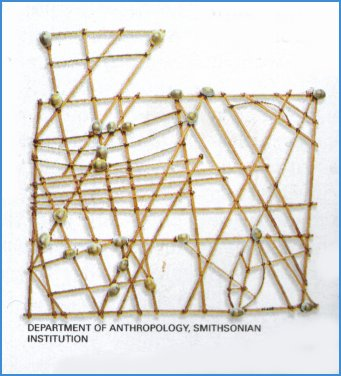 DEPARTMENT OF ANTHROPOLOGY, SMITHSONIAN
INSTITUTION